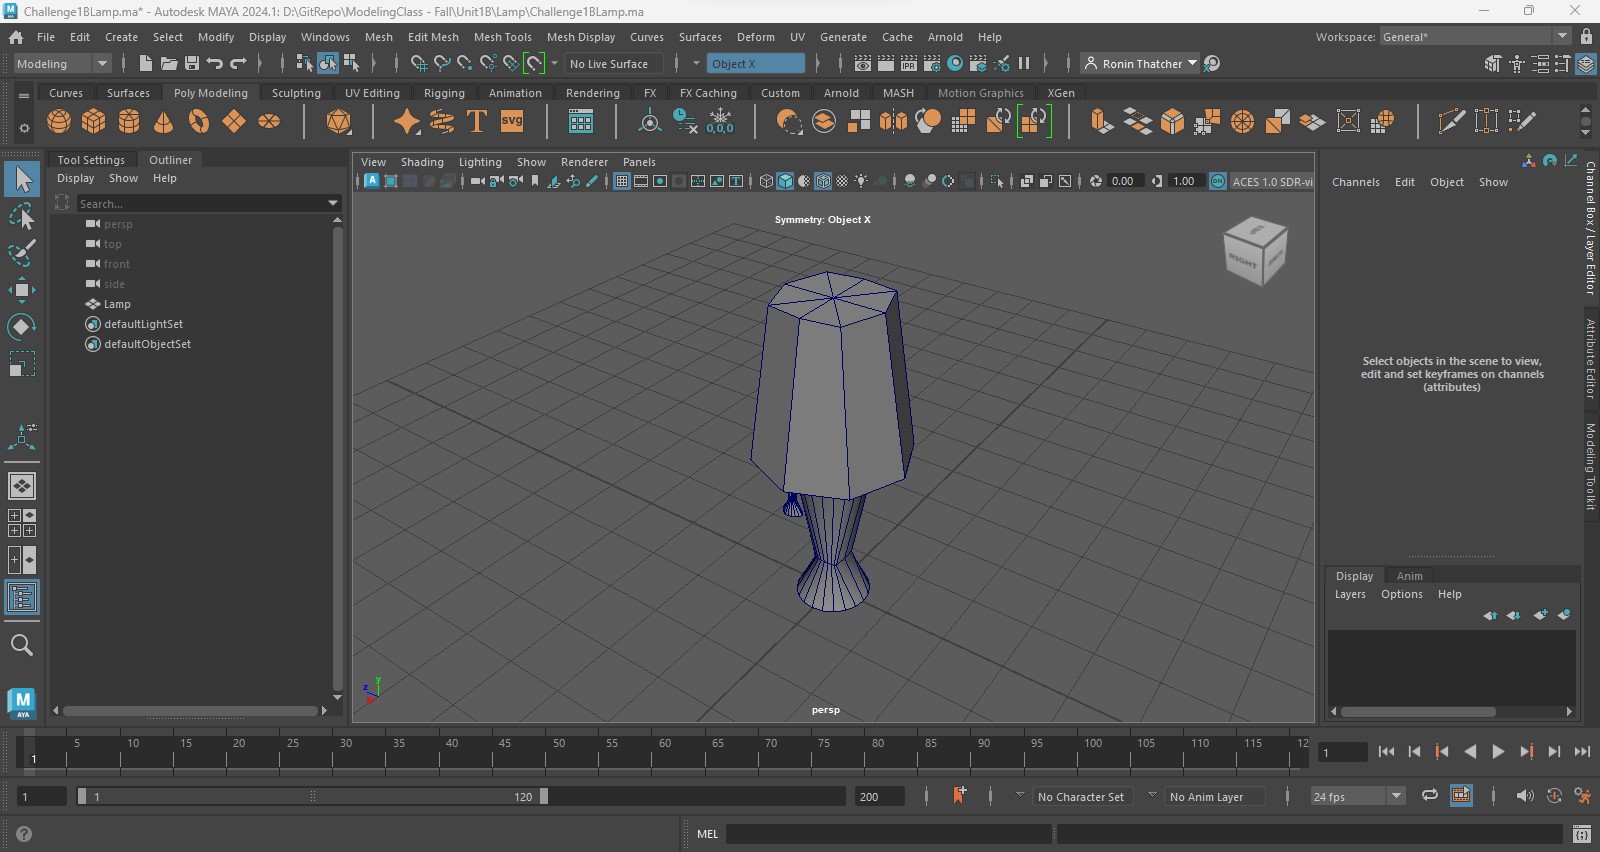 Challenge1BLamp.ma* - Autodesk MAYA 2024.1: D:\GitRepo\ModelingClass - Fall\Unit1B\Lamp\Challenge1BLamp.ma
File Edit Create Select Modify Display Windows Mesh Edit Mesh Mesh Tools Mesh Display Curves Surfaces Deform UV Generate Cache Arnold Help Workspace: General*
Modeling No Live Surface Object X IPR Ronin Thatcher
Curves Surfaces Poly Modeling Sculpting UV Editing Rigging Animation Rendering FX FX Caching Custom Arnold MASH Motion Graphics XGen
T SVG 0,0,0
Tool Settings Outliner
Display Show Help
Search...
persp
top
front
side
Lamp
defaultLightSet
defaultObjectSet
View Shading Lighting Show Renderer Panels
A 0.00 1.00 ON ACES 1.0 SDR-vi
Symmetry: Object X
RIGHT
persp
z y
Channels Edit Object Show
Select objects in the scene to view,
edit and set keyframes on channels
(attributes)
Channel Box / Layer Editor
Attribute Editor
Modeling Toolkit
Display Anim
Layers Options Help
M
AYA
5 10 15 20 25 30 35 40 45 50 55 60 65 70 75 80 85 90 95 100 105 110 115 12
1 1
1 1 120 200 No Character Set No Anim Layer 24 fps
MEL